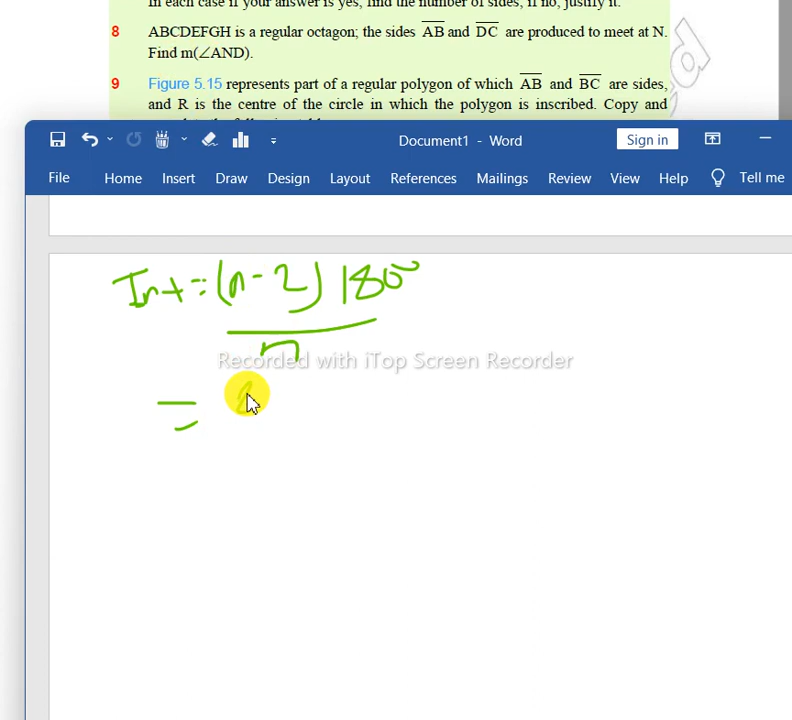 In each case if your answer is yes, find the number of sides, if no, justify it.
8 ABCDEFGH is a regular octagon; the sides AB and DC are produced to meet at N.
Find m(∠AND).
9 Figure 5.15 represents part of a regular polygon of which AB and BC are sides,
and R is the centre of the circle in which the polygon is inscribed. Copy and
Document1 - Word
Sign in
File Home Insert Draw Design Layout References Mailings Review View Help Tell me
Int = (n - 2) 180°
n
Recorded with iTop Screen Recorder
= 8